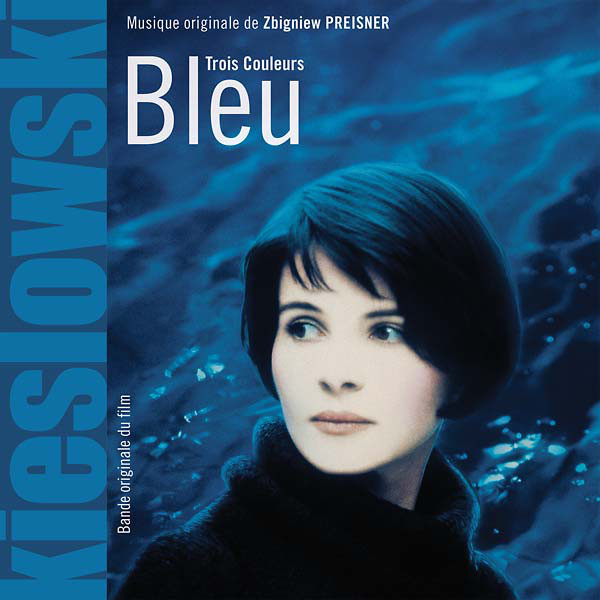 Musique originale de Zbigniew PREISNER
Trois Couleurs
Bleu
Bande originale du film
kieslowski